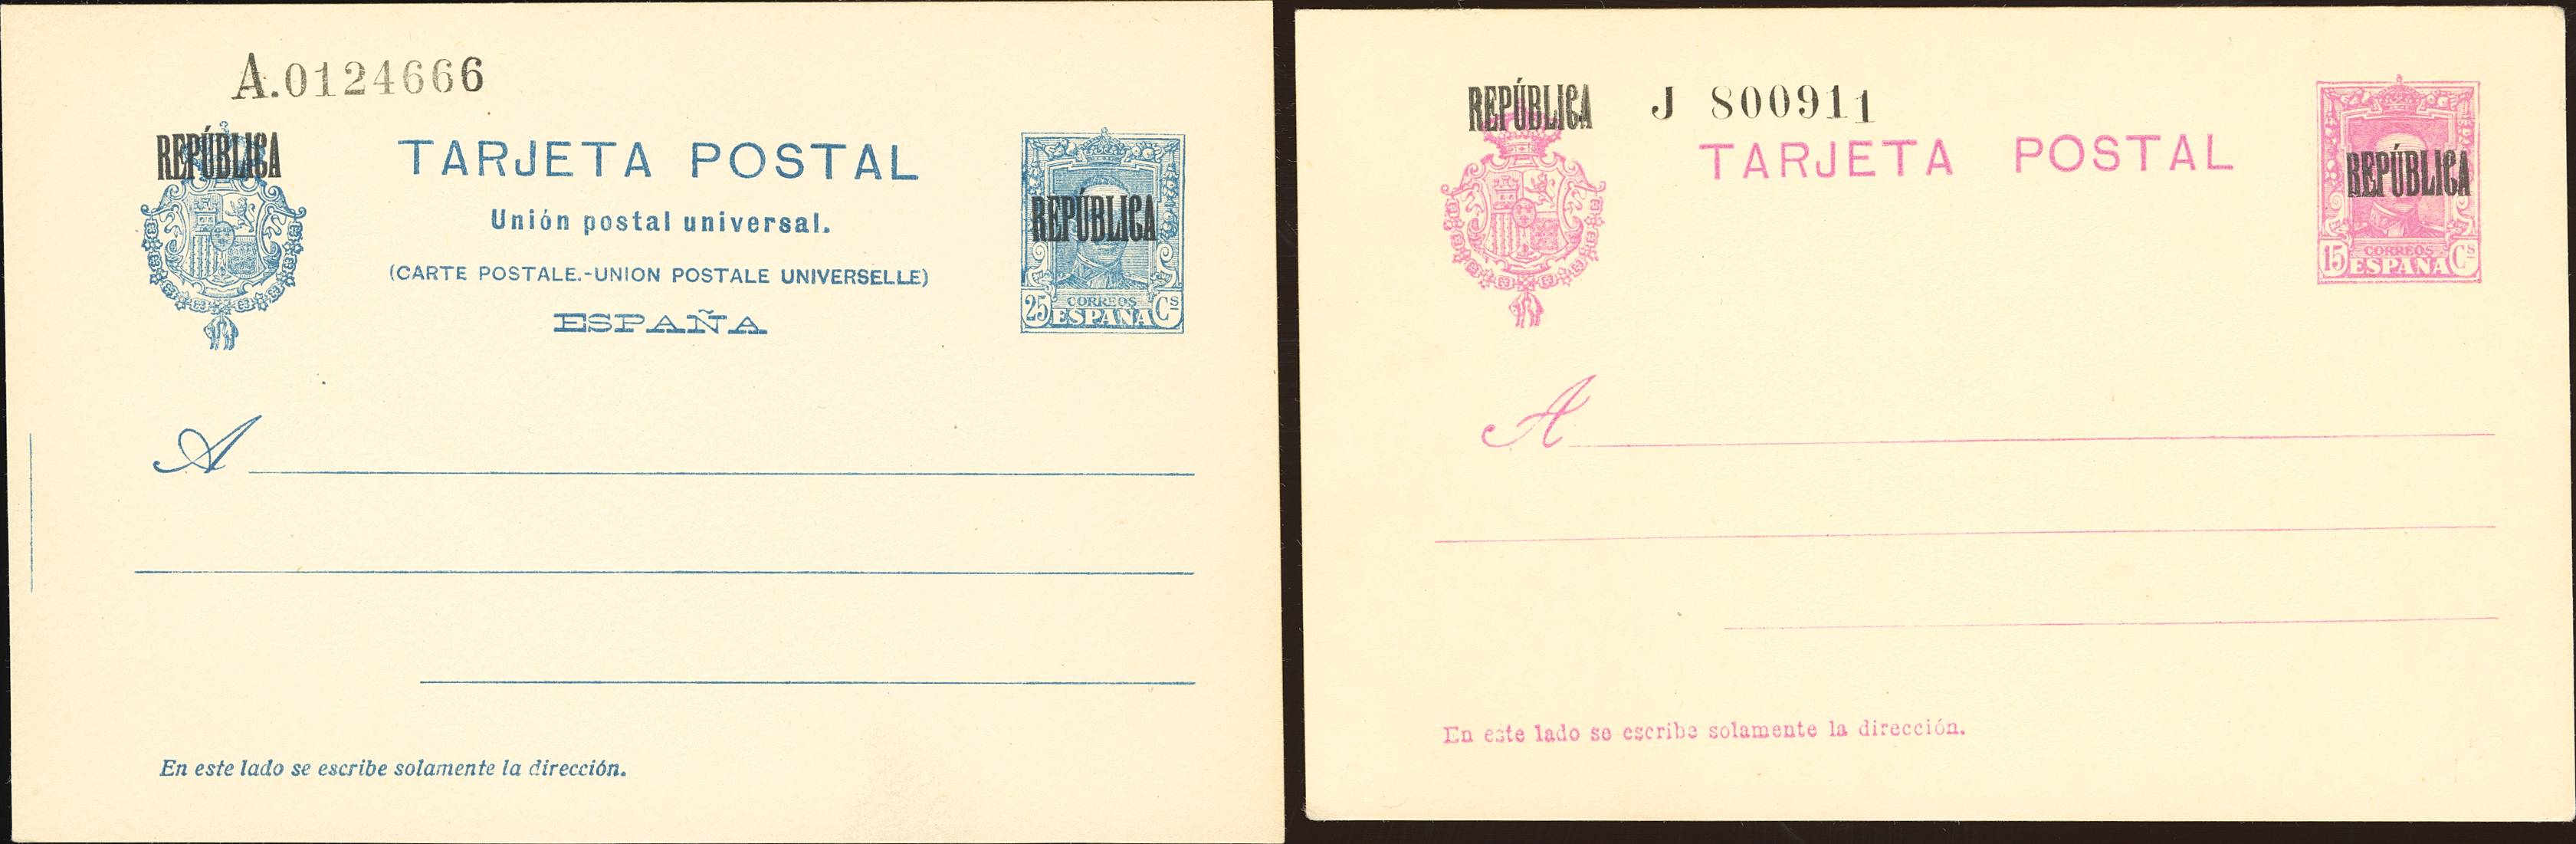 A.0124666
REPÚBLICA
TARJETA POSTAL
Unión postal universal.
(CARTE POSTALE.-UNION POSTALE UNIVERSELLE)
ESPAÑA
REPÚBLICA
CORREOS
25 ESPAÑA Cs
A
En este lado se escribe solamente la dirección.
REPÚBLICA
J 800911
TARJETA POSTAL
REPÚBLICA
CORREOS
15 ESPAÑA Cs
A
En este lado se escribe solamente la dirección.